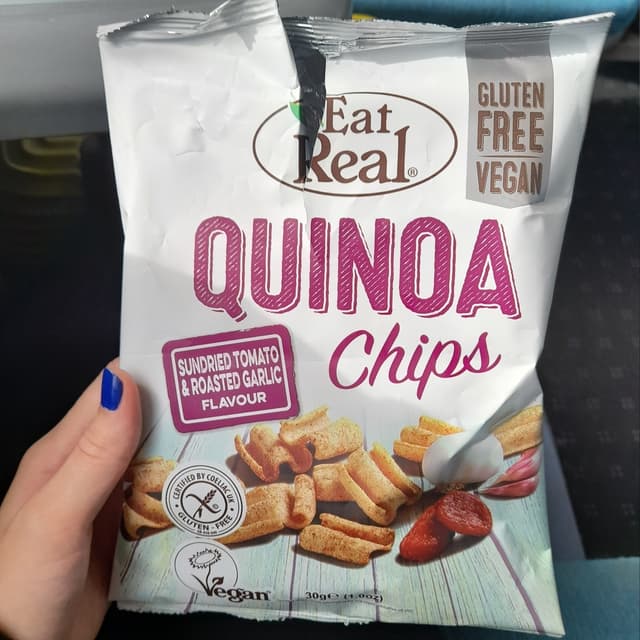 Eat
Real®
GLUTEN
FREE
VEGAN
QUINOA
Chips
SUNDRIED TOMATO
& ROASTED GARLIC
FLAVOUR
CERTIFIED BY COELIAC UK
GLUTEN-FREE
Vegan
30g℮ (1.0oz)